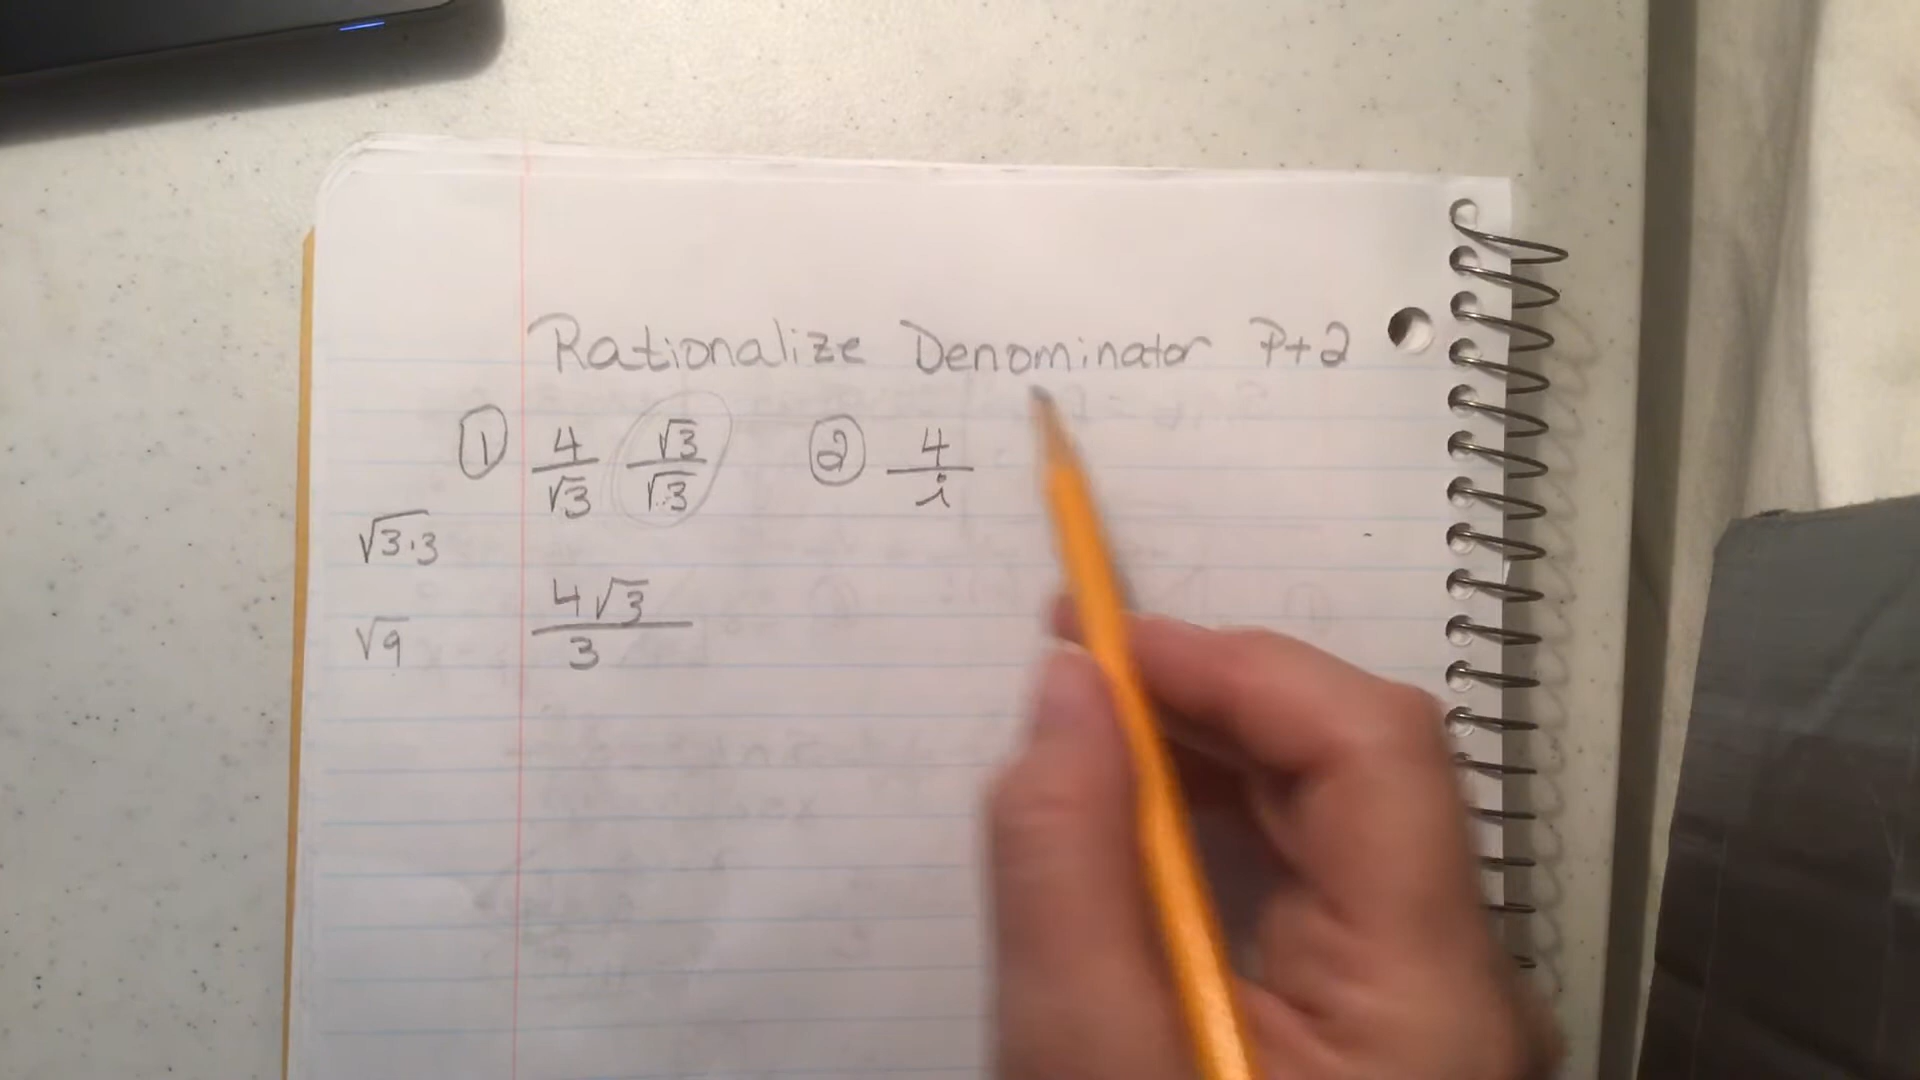 Rationalize Denominator Pt 2
① 4/√3 √3/√3 ② 4/i
√3·3
4√3/3
√9